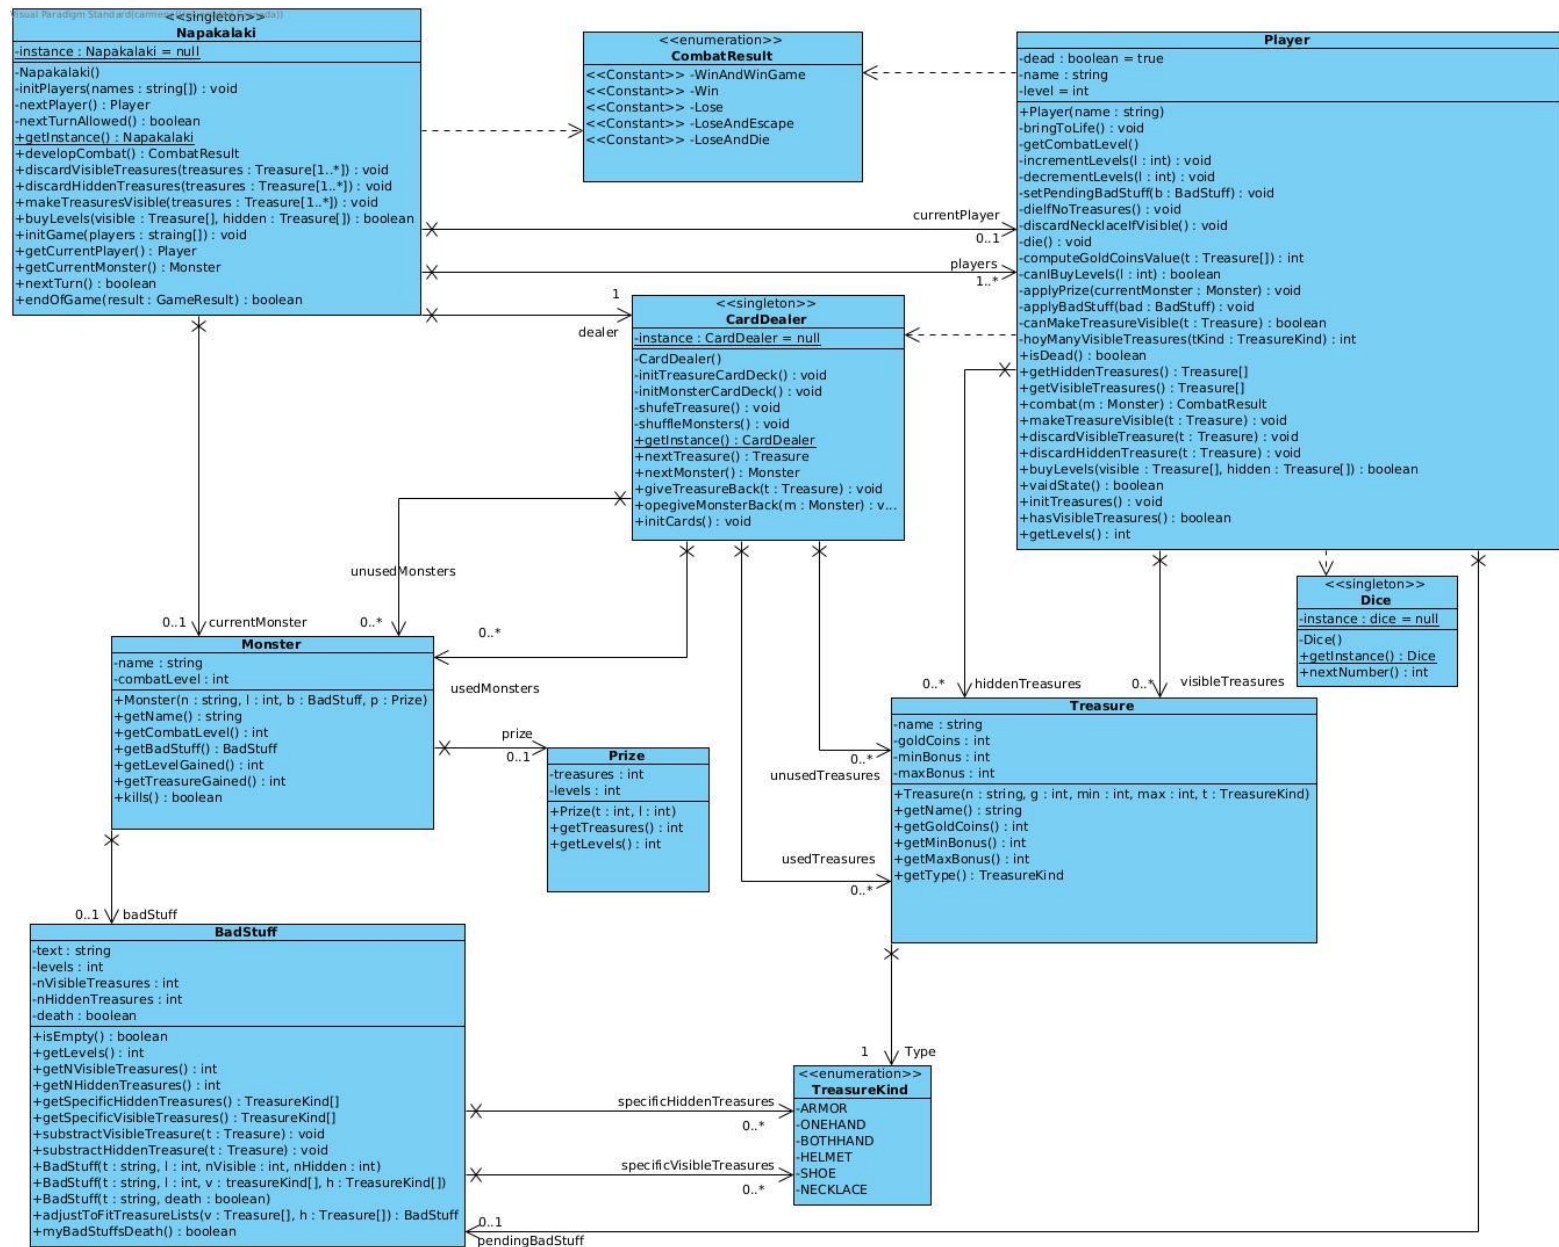 <<singleton>>
Napakalaki
-instance : Napakalaki = null
-Napakalaki()
-initPlayers(names : string[]) : void
-nextPlayer() : Player
-nextTurnAllowed() : boolean
+getInstance() : Napakalaki
+developCombat() : CombatResult
+discardVisibleTreasures(treasures : Treasure[1..*]) : void
+discardHiddenTreasures(treasures : Treasure[1..*]) : void
+makeTreasuresVisible(treasures : Treasure[1..*]) : void
+buyLevels(visible : Treasure[], hidden : Treasure[]) : boolean
+initGame(players : straing[]) : void
+getCurrentPlayer() : Player
+getCurrentMonster() : Monster
+nextTurn() : boolean
+endOfGame(result : GameResult) : boolean
<<enumeration>>
CombatResult
<<Constant>> -WinAndWinGame
<<Constant>> -Win
<<Constant>> -Lose
<<Constant>> -LoseAndEscape
<<Constant>> -LoseAndDie
Player
-dead : boolean = true
-name : string
-level = int
+Player(name : string)
-bringToLife() : void
-getCombatLevel()
-incrementLevels(l : int) : void
-decrementLevels(l : int) : void
-setPendingBadStuff(b : BadStuff) : void
-dieIfNoTreasures() : void
-discardNecklaceIfVisible() : void
-die() : void
-computeGoldCoinsValue(t : Treasure[]) : int
-canIBuyLevels(l : int) : boolean
-applyPrize(currentMonster : Monster) : void
-applyBadStuff(bad : BadStuff) : void
-canMakeTreasureVisible(t : Treasure) : boolean
-hoyManyVisibleTreasures(tKind : TreasureKind) : int
+isDead() : boolean
+getHiddenTreasures() : Treasure[]
+getVisibleTreasures() : Treasure[]
+combat(m : Monster) : CombatResult
+makeTreasureVisible(t : Treasure) : void
+discardVisibleTreasure(t : Treasure) : void
+discardHiddenTreasure(t : Treasure) : void
+buyLevels(visible : Treasure[], hidden : Treasure[]) : boolean
+vaidState() : boolean
+initTreasures() : void
+hasVisibleTreasures() : boolean
+getLevels() : int
currentPlayer
0..1
players
1..*
1
dealer
<<singleton>>
CardDealer
-instance : CardDealer = null
-CardDealer()
-initTreasureCardDeck() : void
-initMonsterCardDeck() : void
-shufeTreasure() : void
-shuffleMonsters() : void
+getInstance() : CardDealer
+nextTreasure() : Treasure
+nextMonster() : Monster
+giveTreasureBack(t : Treasure) : void
+opegiveMonsterBack(m : Monster) : v...
+initCards() : void
unusedMonsters
0..1
currentMonster
0..*
0..*
usedMonsters
<<singleton>>
Dice
-instance : dice = null
-Dice()
+getInstance() : Dice
+nextNumber() : int
0..*
hiddenTreasures
0..*
visibleTreasures
Monster
-name : string
-combatLevel : int
+Monster(n : string, l : int, b : BadStuff, p : Prize)
+getName() : string
+getCombatLevel() : int
+getBadStuff() : BadStuff
+getLevelGained() : int
+getTreasureGained() : int
+kills() : boolean
prize
0..1
Prize
-treasures : int
-levels : int
+Prize(t : int, l : int)
+getTreasures() : int
+getLevels() : int
0..*
unusedTreasures
usedTreasures
0..*
Treasure
-name : string
-goldCoins : int
-minBonus : int
-maxBonus : int
+Treasure(n : string, g : int, min : int, max : int, t : TreasureKind)
+getName() : string
+getGoldCoins() : int
+getMinBonus() : int
+getMaxBonus() : int
+getType() : TreasureKind
0..1
badStuff
BadStuff
-text : string
-levels : int
-nVisibleTreasures : int
-nHiddenTreasures : int
-death : boolean
+isEmpty() : boolean
+getLevels() : int
+getNVisibleTreasures() : int
+getNHiddenTreasures() : int
+getSpecificHiddenTreasures() : TreasureKind[]
+getSpecificVisibleTreasures() : TreasureKind[]
+substractVisibleTreasure(t : Treasure) : void
+substractHiddenTreasure(t : Treasure) : void
+BadStuff(t : string, l : int, nVisible : int, nHidden : int)
+BadStuff(t : string, l : int, v : treasureKind[], h : TreasureKind[])
+BadStuff(t : string, death : boolean)
+adjustToFitTreasureLists(v : Treasure[], h : Treasure[]) : BadStuff
+myBadStuffsDeath() : boolean
1
Type
<<enumeration>>
TreasureKind
-ARMOR
-ONEHAND
-BOTHHAND
-HELMET
-SHOE
-NECKLACE
specificHiddenTreasures
0..*
specificVisibleTreasures
0..*
0..1
pendingBadStuff